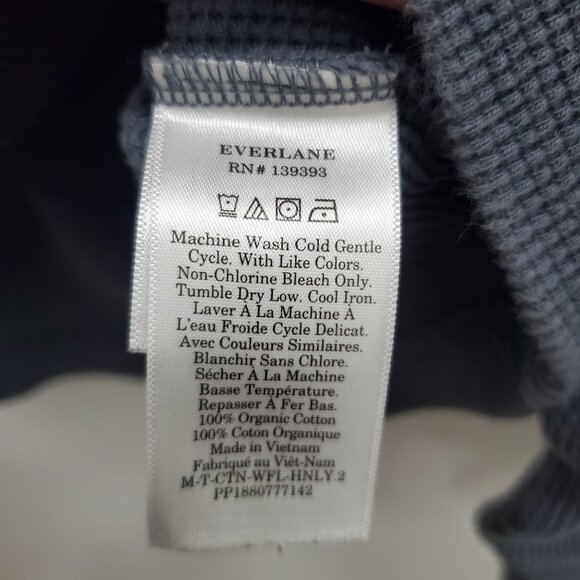 EVERLANE
RN# 139393
Machine Wash Cold Gentle
Cycle. With Like Colors.
Non-Chlorine Bleach Only.
Tumble Dry Low. Cool Iron.
Laver À La Machine À
L'eau Froide Cycle Delicat.
Avec Couleurs Similaires.
Blanchir Sans Chlore.
Sécher À La Machine
Basse Température.
Repasser À Fer Bas.
100% Organic Cotton
100% Coton Organique
Made in Vietnam
Fabriqué au Viêt-Nam
M-T-CTN-WFL-HNLY.2
PP1880777142